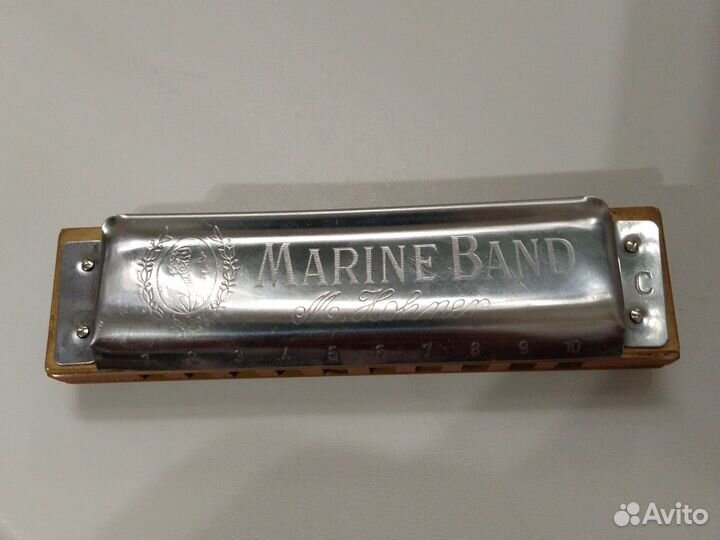 MARINE BAND
M. Hohner
C
1 2 3 4 5 6 7 8 9 10
Avito